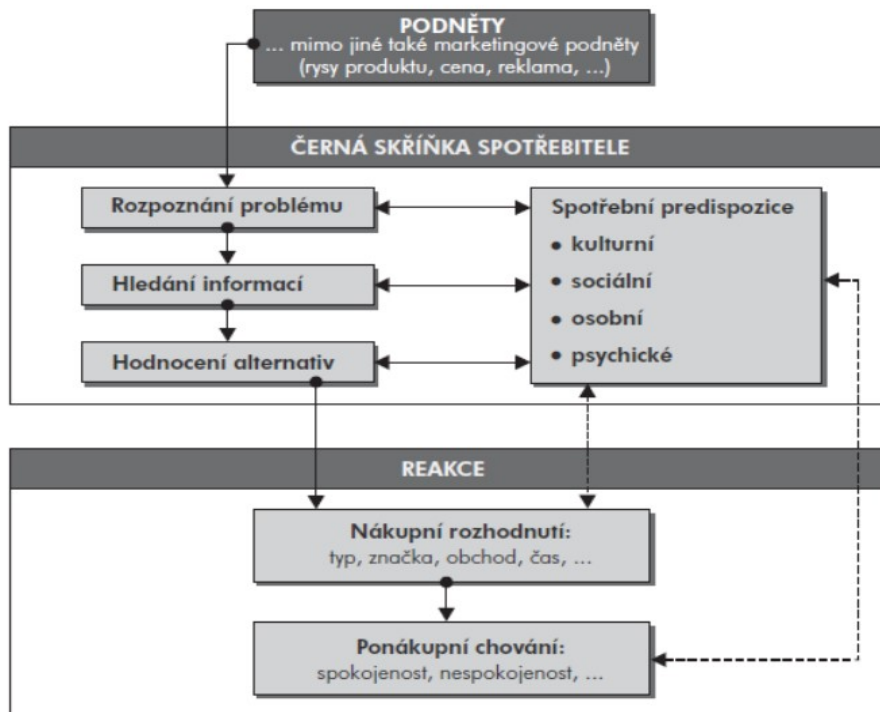 PODNĚTY
... mimo jiné také marketingové podněty
(rysy produktu, cena, reklama, ...)
ČERNÁ SKŘÍŇKA SPOTŘEBITELE
Rozpoznání problému
Hledání informací
Hodnocení alternativ
Spotřební predispozice
• kulturní
• sociální
• osobní
• psychické
REAKCE
Nákupní rozhodnutí:
typ, značka, obchod, čas, ...
Ponákupní chování:
spokojenost, nespokojenost, ...